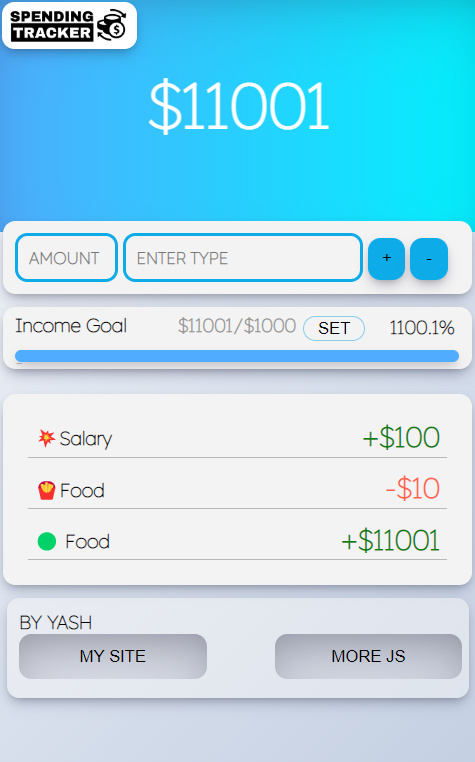 SPENDING
TRACKER
$
$11001
AMOUNT ENTER TYPE + -
Income Goal $11001/$1000 SET 1100.1%
Salary +$100
Food -$10
Food +$11001
BY YASH
MY SITE MORE JS